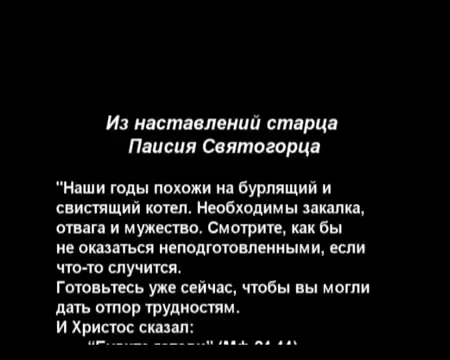 Из наставлений старца
Паисия Святогорца
"Наши годы похожи на бурлящий и
свистящий котел. Необходимы закалка,
отвага и мужество. Смотрите, как бы
не оказаться неподготовленными, если
что-то случится.
Готовьтесь уже сейчас, чтобы вы могли
дать отпор трудностям.
И Христос сказал: